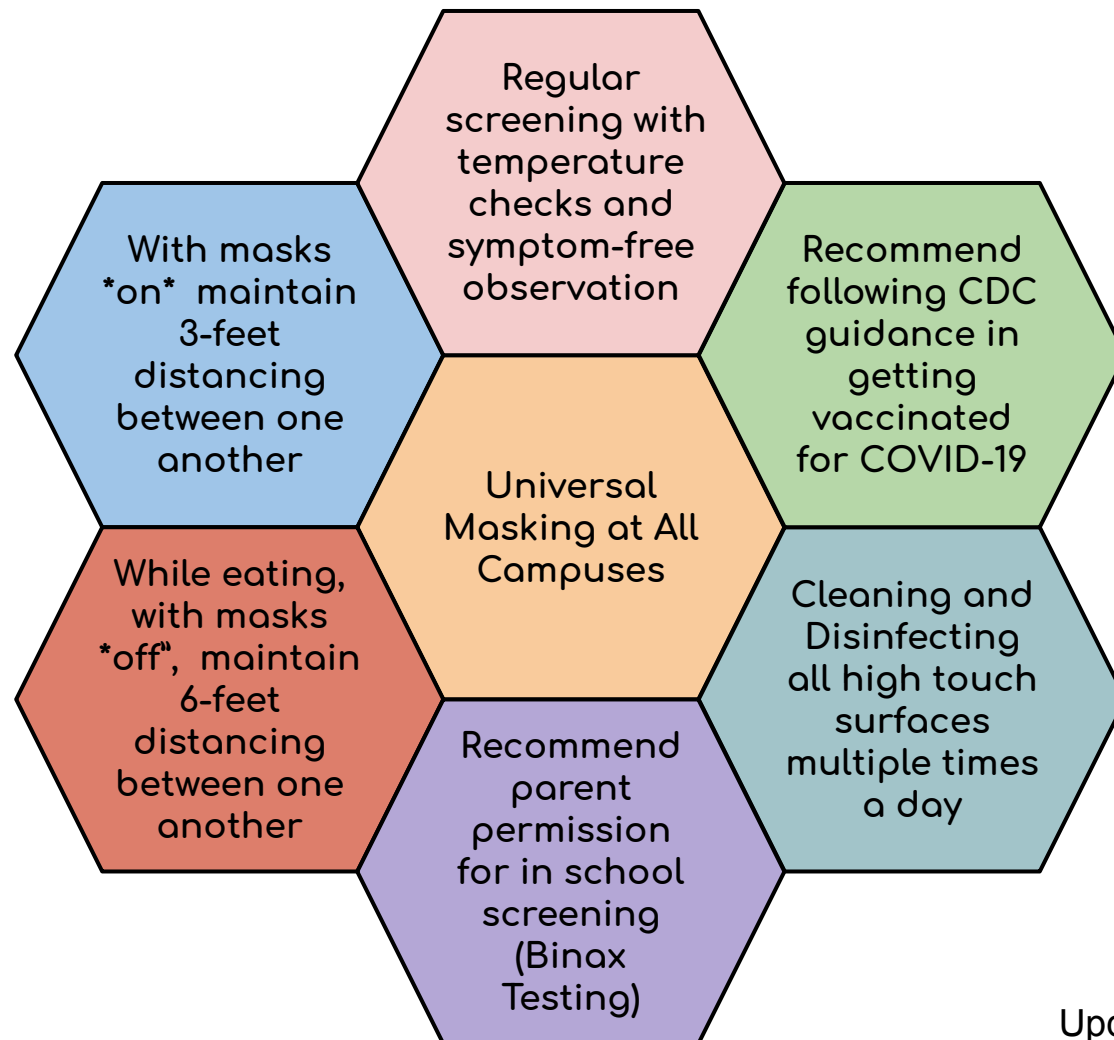 Regular
screening with
temperature
checks and
symptom-free
observation
With masks
*on* maintain
3-feet
distancing
between one
another
Recommend
following CDC
guidance in
getting
vaccinated
for COVID-19
Universal
Masking at All
Campuses
While eating,
with masks
*off”, maintain
6-feet
distancing
between one
another
Cleaning and
Disinfecting
all high touch
surfaces
multiple times
a day
Recommend
parent
permission
for in school
screening
(Binax
Testing)